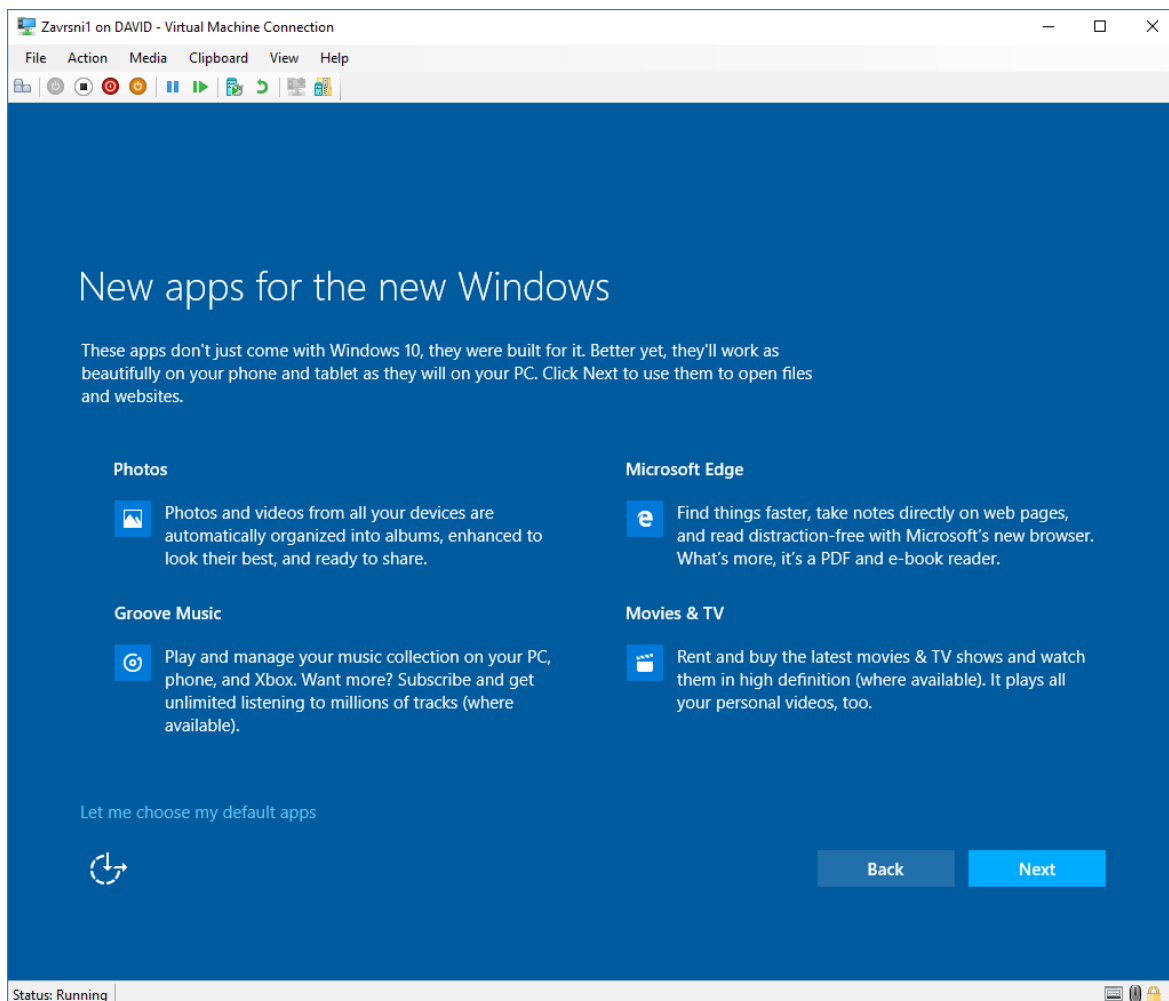 Zavrsni1 on DAVID - Virtual Machine Connection
File Action Media Clipboard View Help
New apps for the new Windows
These apps don't just come with Windows 10, they were built for it. Better yet, they'll work as
beautifully on your phone and tablet as they will on your PC. Click Next to use them to open files
and websites.
Photos
Photos and videos from all your devices are
automatically organized into albums, enhanced to
look their best, and ready to share.
Microsoft Edge
Find things faster, take notes directly on web pages,
and read distraction-free with Microsoft's new browser.
What's more, it's a PDF and e-book reader.
Groove Music
Play and manage your music collection on your PC,
phone, and Xbox. Want more? Subscribe and get
unlimited listening to millions of tracks (where
available).
Movies & TV
Rent and buy the latest movies & TV shows and watch
them in high definition (where available). It plays all
your personal videos, too.
Let me choose my default apps
Back Next
Status: Running